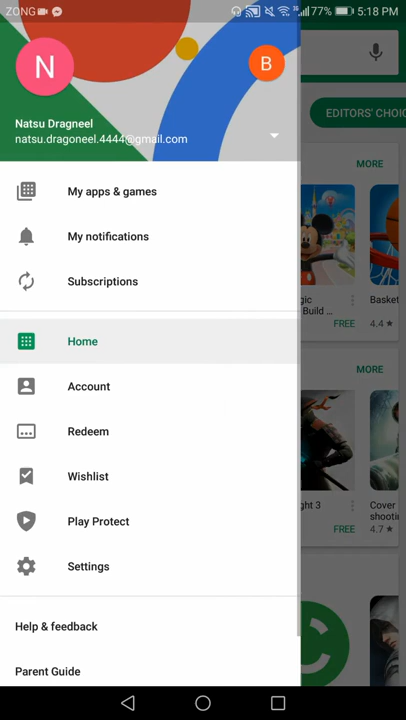 ZONG 77% 5:18 PM
N
B
Natsu Dragneel
natsu.dragoneel.4444@gmail.com
EDITORS' CHOIC
My apps & games
MORE
My notifications
Subscriptions
gic
Build ...
FREE
Basket
4.4★
Home
MORE
Account
Redeem
Wishlist
ght 3
FREE
Cover
shooti
4.7★
Play Protect
Settings
Help & feedback
Parent Guide